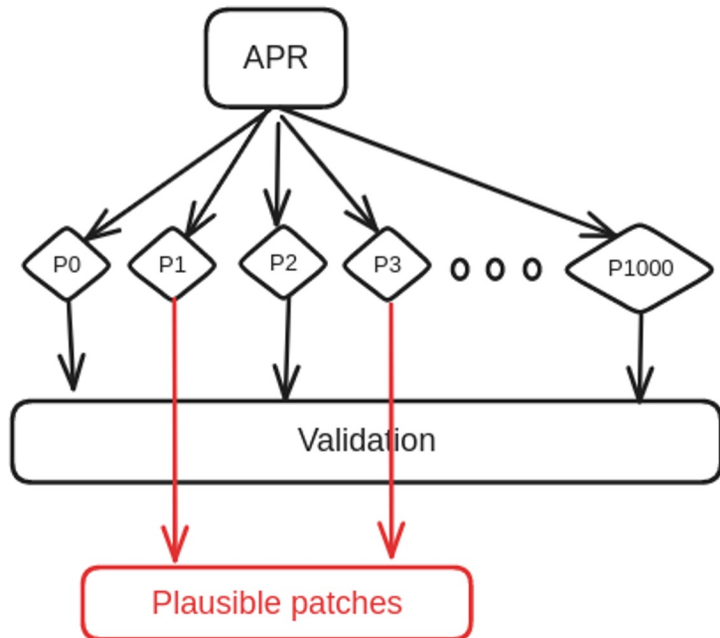 APR
P0
P1
P2
P3
P1000
Validation
Plausible patches